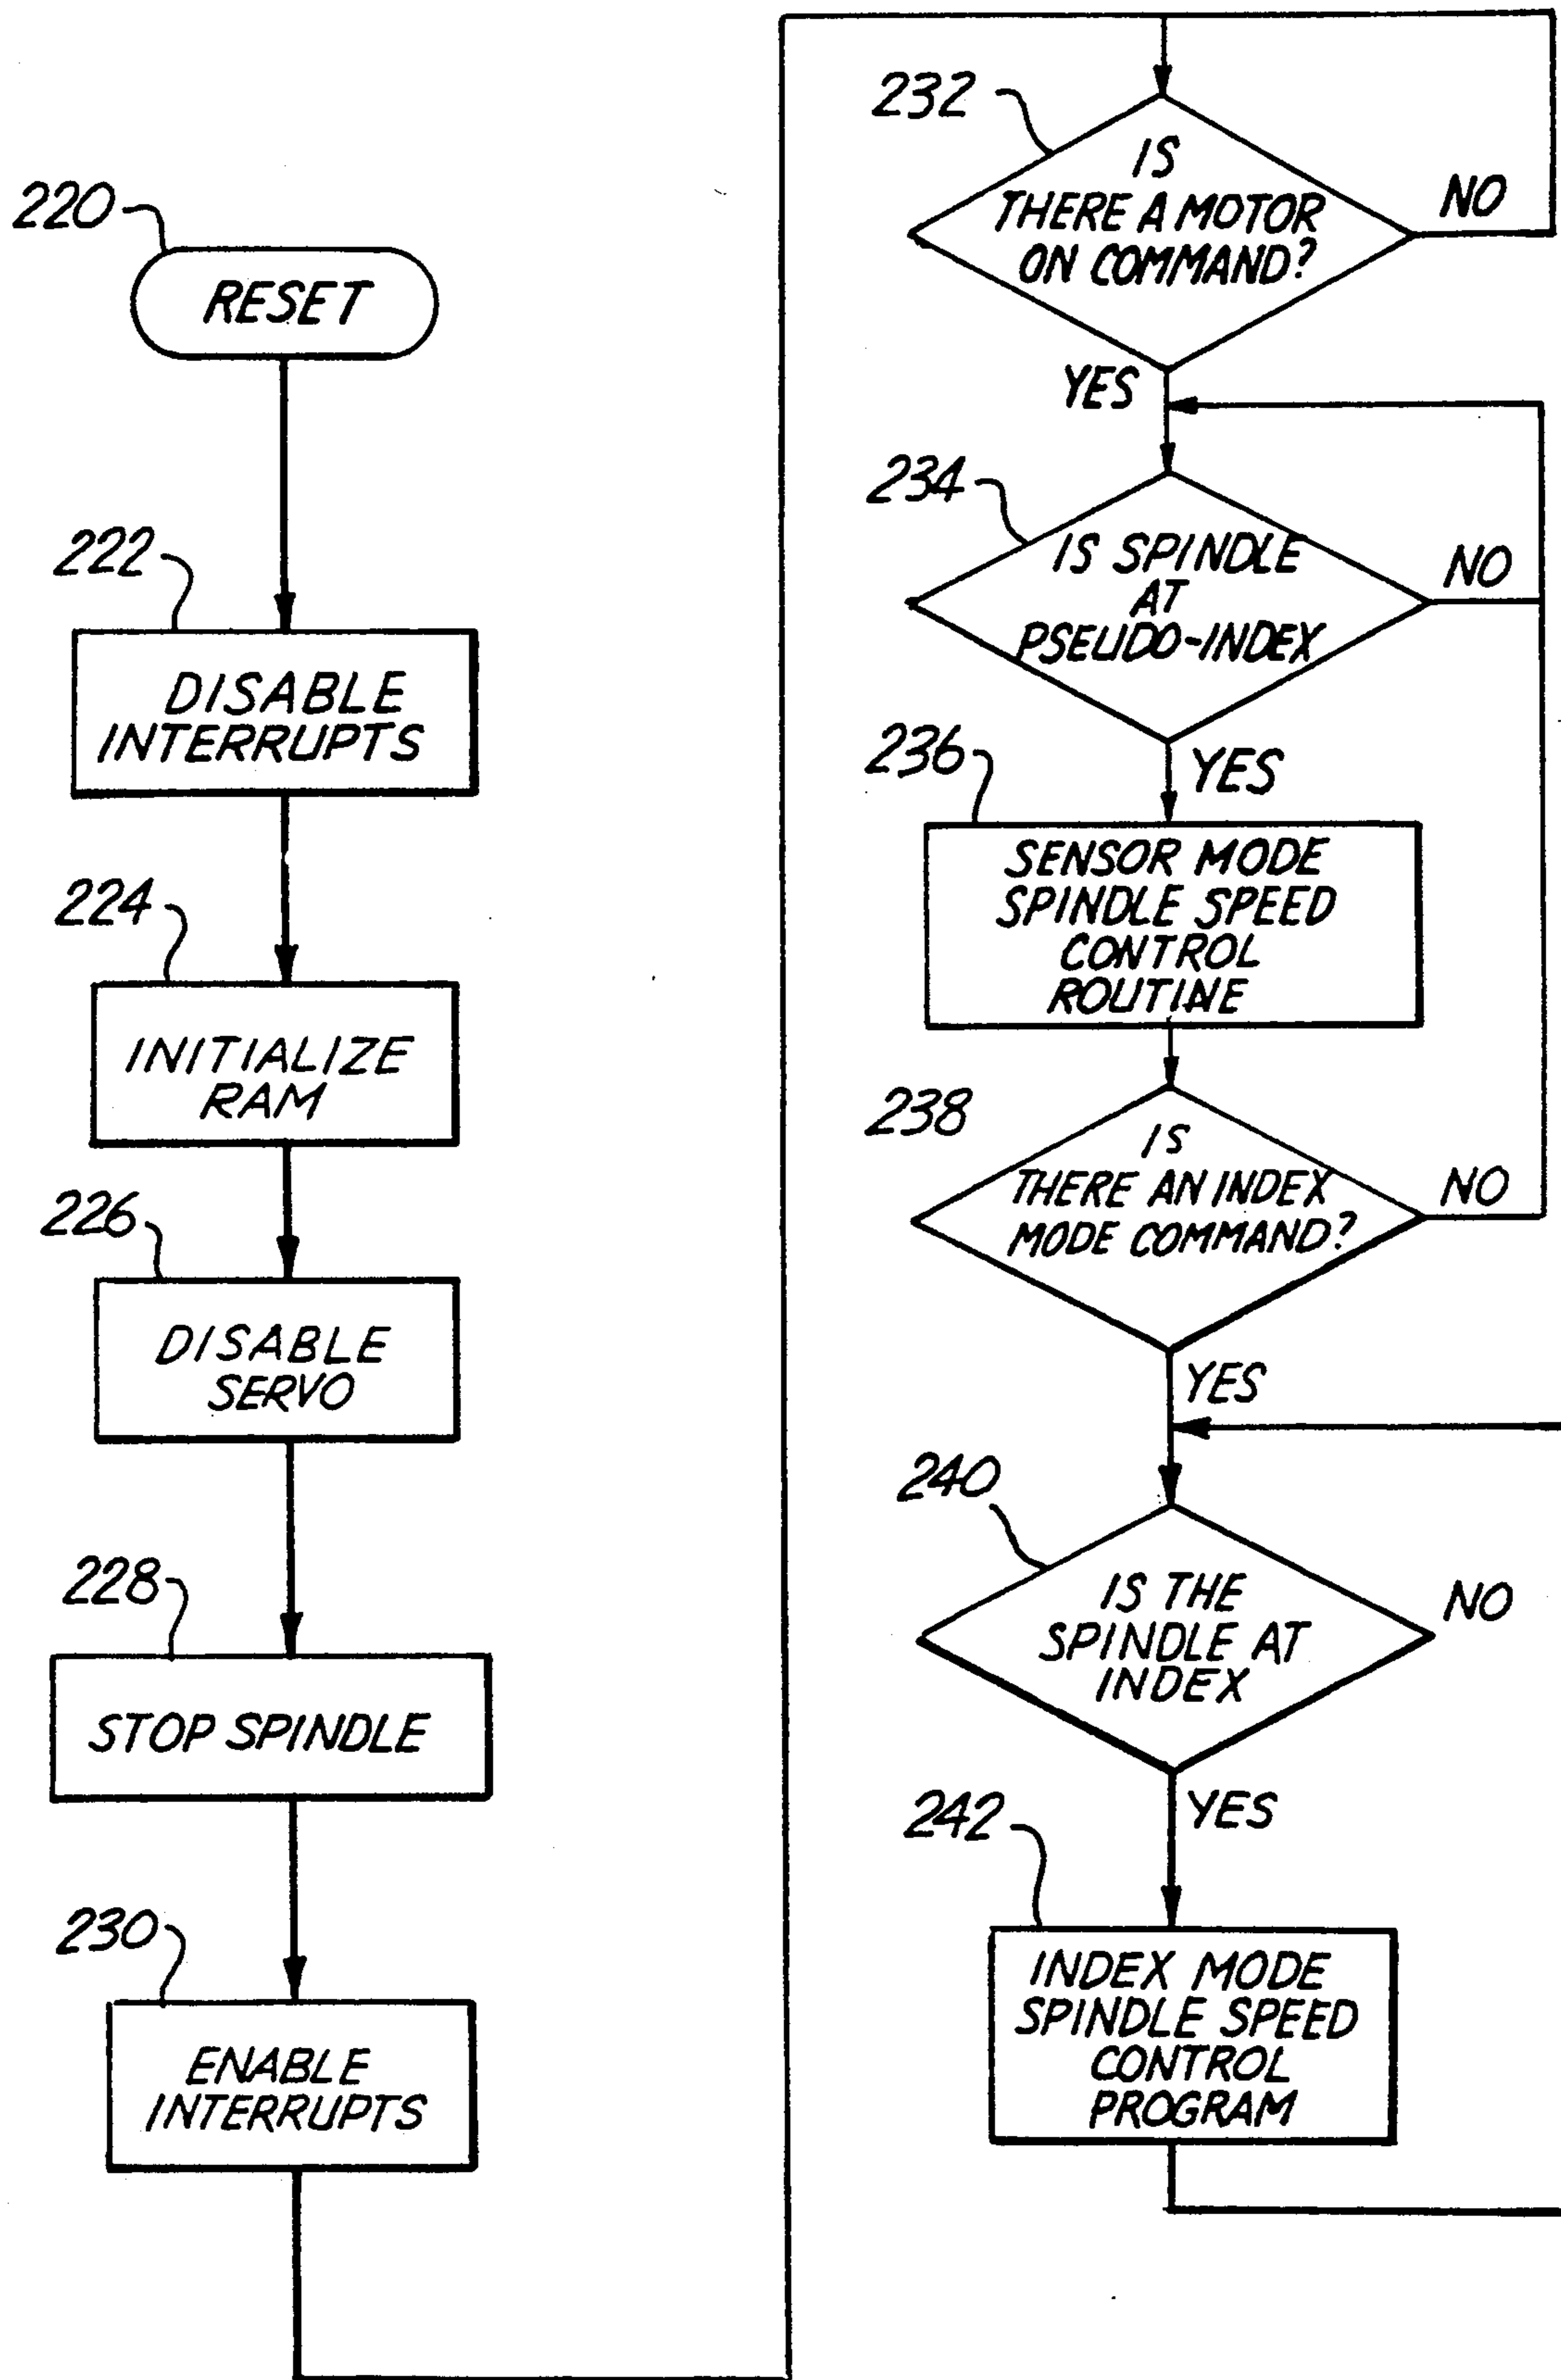 220
RESET
222
DISABLE
INTERRUPTS
224
INITIALIZE
RAM
226
DISABLE
SERVO
228
STOP SPINDLE
230
ENABLE
INTERRUPTS
232
IS
THERE A MOTOR
ON COMMAND?
NO
YES
234
IS SPINDLE
AT
PSEUDO-INDEX
NO
YES
236
SENSOR MODE
SPINDLE SPEED
CONTROL
ROUTINE
238
IS
THERE AN INDEX
MODE COMMAND?
NO
YES
240
IS THE
SPINDLE AT
INDEX
NO
YES
242
INDEX MODE
SPINDLE SPEED
CONTROL
PROGRAM